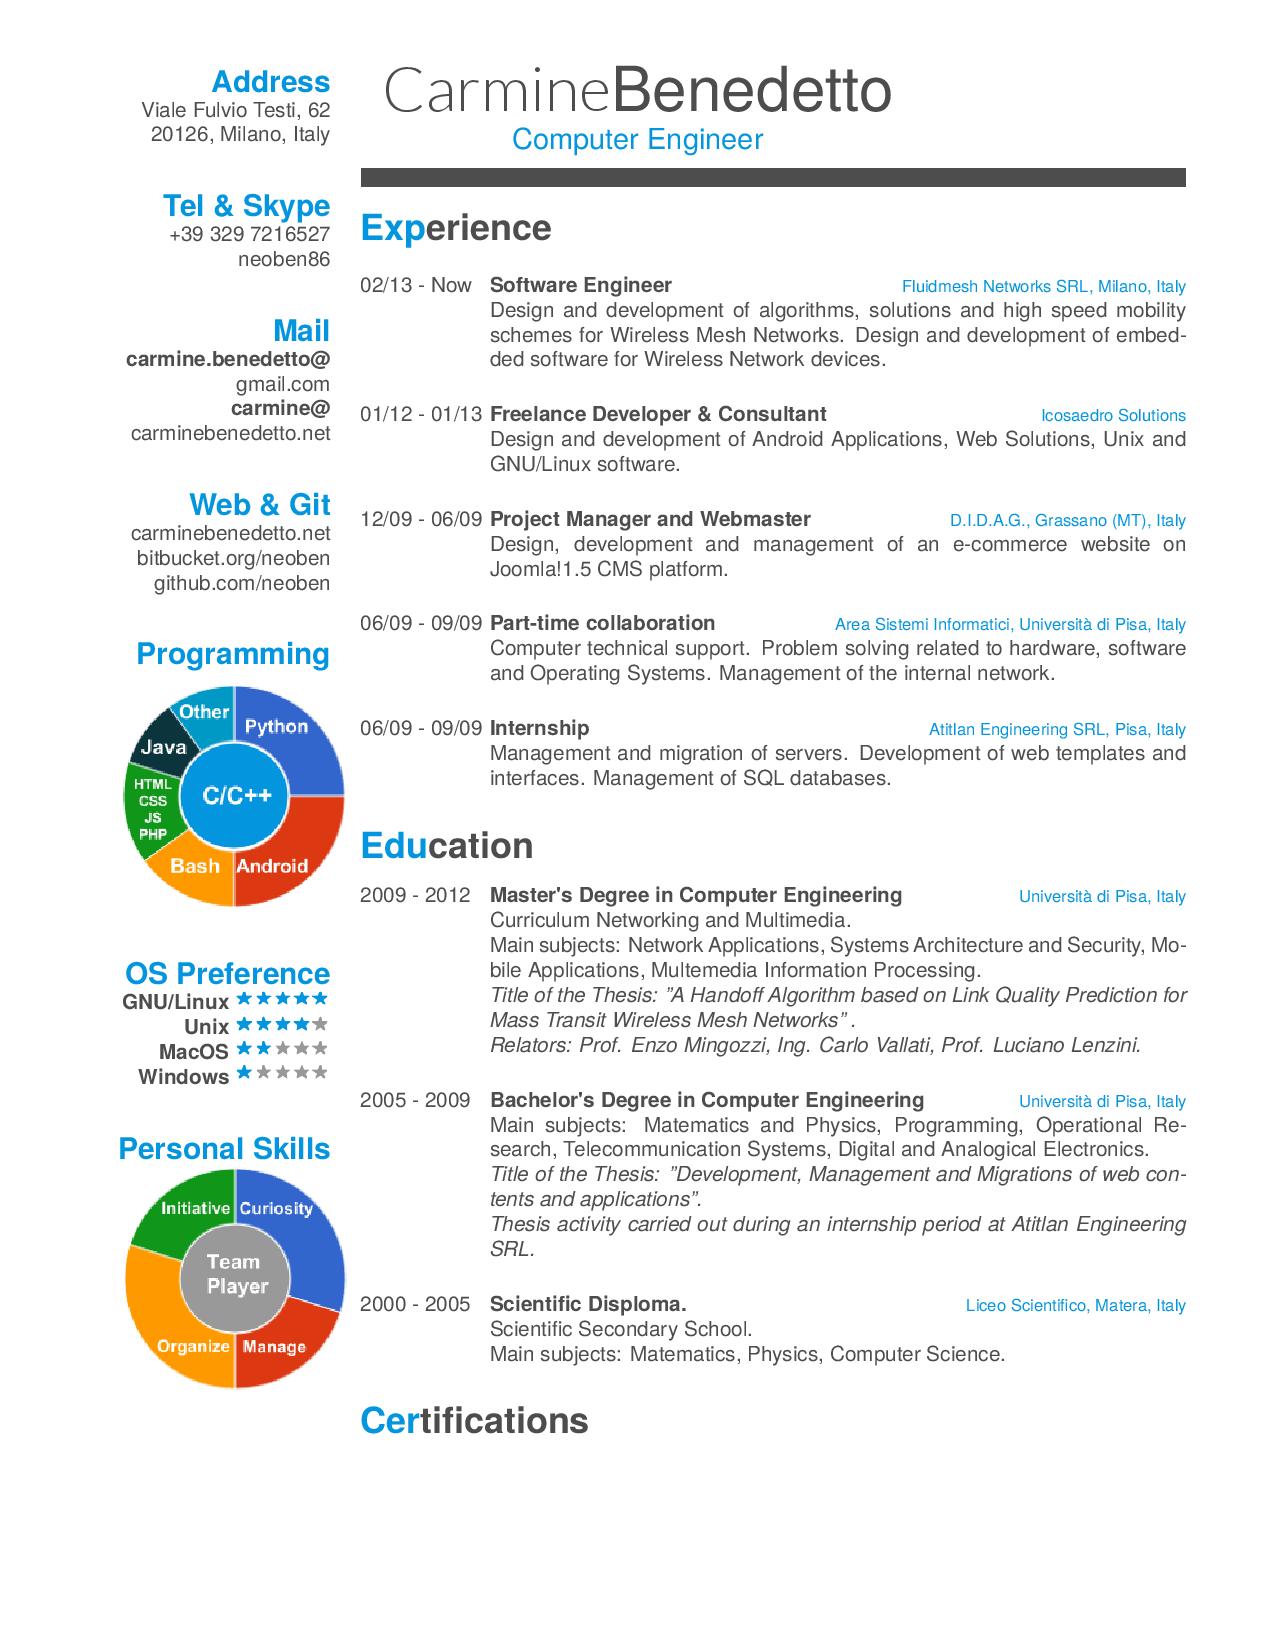 Address
Viale Fulvio Testi, 62
20126, Milano, Italy
Tel & Skype
+39 329 7216527
neoben86
Mail
carmine.benedetto@
gmail.com
carmine@
carminebenedetto.net
Web & Git
carminebenedetto.net
bitbucket.org/neoben
github.com/neoben
Programming
Other
Python
Java
HTML
CSS
JS
PHP
C/C++
Bash
Android
OS Preference
GNU/Linux ★★★★★
Unix ★★★★★
MacOS ★★★★★
Windows ★★★★★
Personal Skills
Initiative
Curiosity
Team
Player
Organize
Manage
CarmineBenedetto
Computer Engineer
Experience
02/13 - Now Software Engineer Fluidmesh Networks SRL, Milano, Italy
Design and development of algorithms, solutions and high speed mobility
schemes for Wireless Mesh Networks. Design and development of embed-
ded software for Wireless Network devices.
01/12 - 01/13 Freelance Developer & Consultant Icosaedro Solutions
Design and development of Android Applications, Web Solutions, Unix and
GNU/Linux software.
12/09 - 06/09 Project Manager and Webmaster D.I.D.A.G., Grassano (MT), Italy
Design, development and management of an e-commerce website on
Joomla!1.5 CMS platform.
06/09 - 09/09 Part-time collaboration Area Sistemi Informatici, Università di Pisa, Italy
Computer technical support. Problem solving related to hardware, software
and Operating Systems. Management of the internal network.
06/09 - 09/09 Internship Atitlan Engineering SRL, Pisa, Italy
Management and migration of servers. Development of web templates and
interfaces. Management of SQL databases.
Education
2009 - 2012 Master's Degree in Computer Engineering Università di Pisa, Italy
Curriculum Networking and Multimedia.
Main subjects: Network Applications, Systems Architecture and Security, Mo-
bile Applications, Multemedia Information Processing.
Title of the Thesis: ”A Handoff Algorithm based on Link Quality Prediction for
Mass Transit Wireless Mesh Networks” .
Relators: Prof. Enzo Mingozzi, Ing. Carlo Vallati, Prof. Luciano Lenzini.
2005 - 2009 Bachelor's Degree in Computer Engineering Università di Pisa, Italy
Main subjects: Matematics and Physics, Programming, Operational Re-
search, Telecommunication Systems, Digital and Analogical Electronics.
Title of the Thesis: ”Development, Management and Migrations of web con-
tents and applications”.
Thesis activity carried out during an internship period at Atitlan Engineering
SRL.
2000 - 2005 Scientific Disploma. Liceo Scientifico, Matera, Italy
Scientific Secondary School.
Main subjects: Matematics, Physics, Computer Science.
Certifications